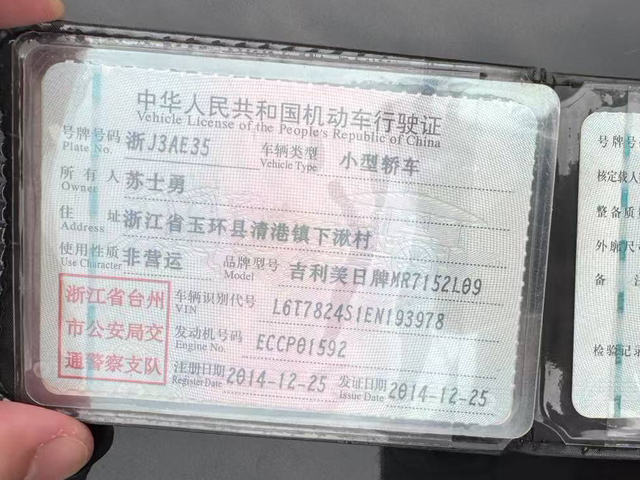 中华人民共和国机动车行驶证
Vehicle License of the People's Republic of China
号牌号码 浙J3AE35 车辆类型 小型轿车
Plate No. Vehicle Type
所有人 苏士勇
Owner
住址 浙江省玉环县清港镇下湫村
Address
使用性质 非营运 品牌型号 吉利美日牌MR7152L09
Use Character Model
浙江省台州
市公安局交
通警察支队
车辆识别代号 L6T7824S1EN193978
VIN
发动机号码 ECCP01592
Engine No.
注册日期 2014-12-25 发证日期 2014-12-25
Register Date Issue Date
号牌号
核定载人
整备质
外廓尺
备注
检验记录